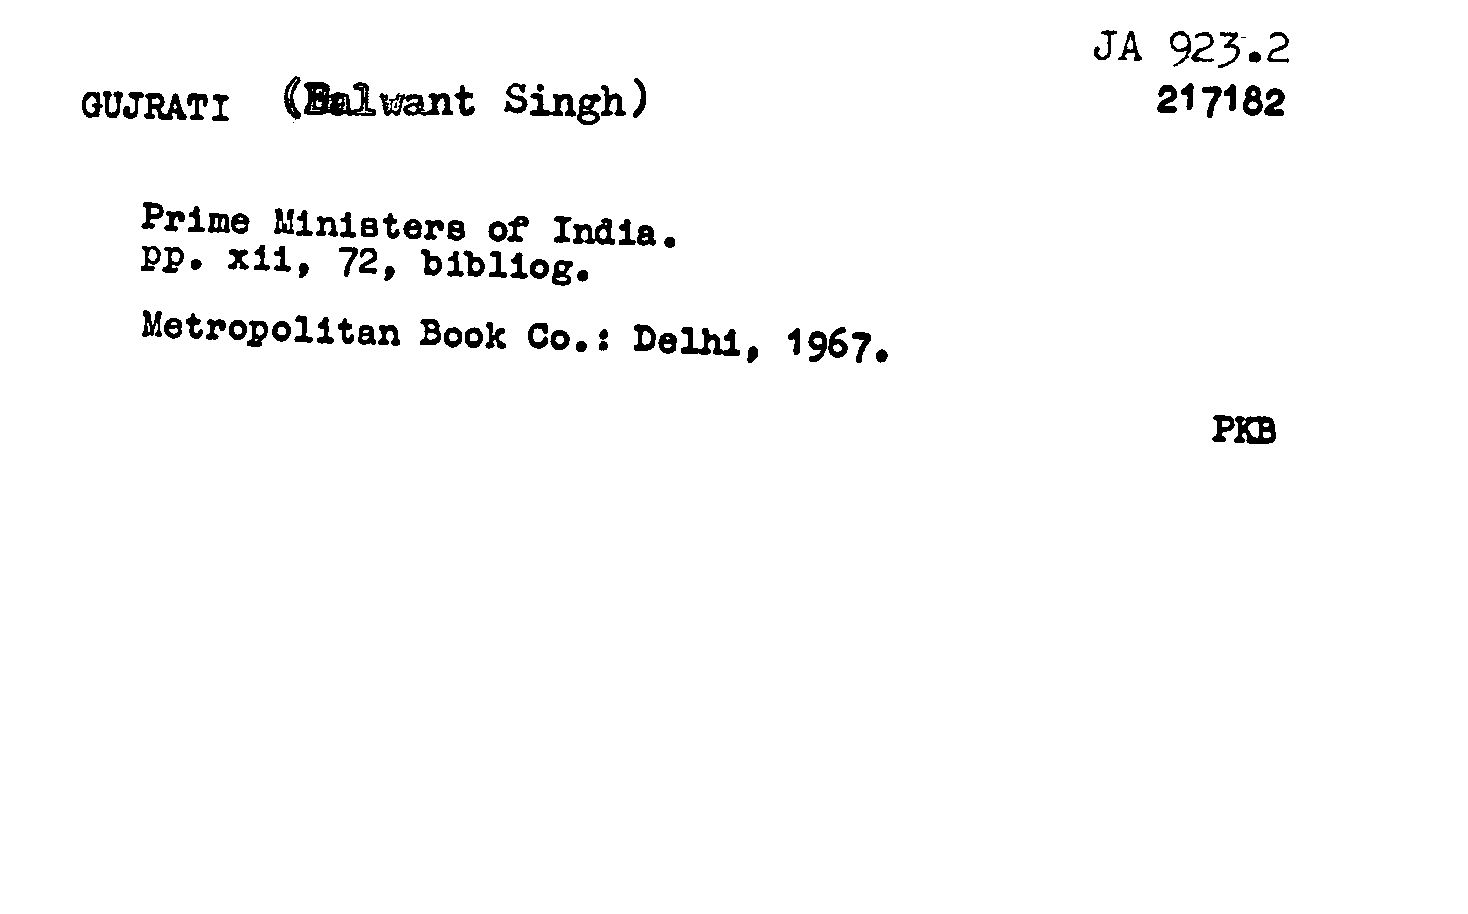 JA 923.2
GUJRATI (Balwant Singh)
217182
Prime Ministers of India.
pp. xii, 72, bibliog.
Metropolitan Book Co.: Delhi, 1967.
PKB